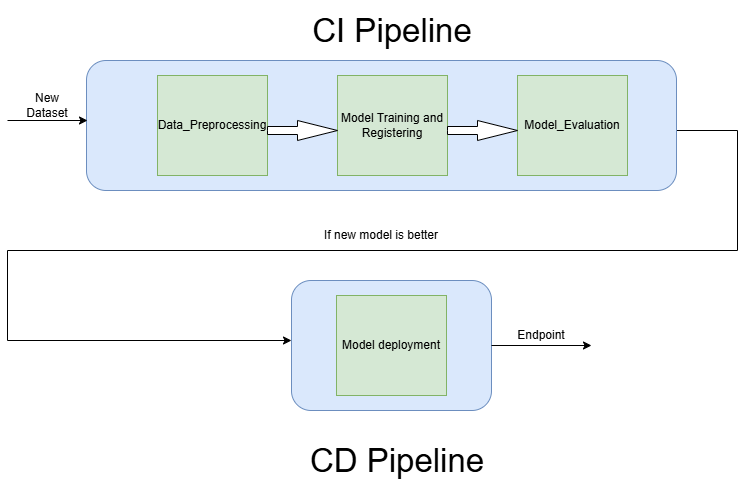 CI Pipeline
New
Dataset
Data_Preprocessing
Model Training and
Registering
Model_Evaluation
If new model is better
Model deployment
Endpoint
CD Pipeline